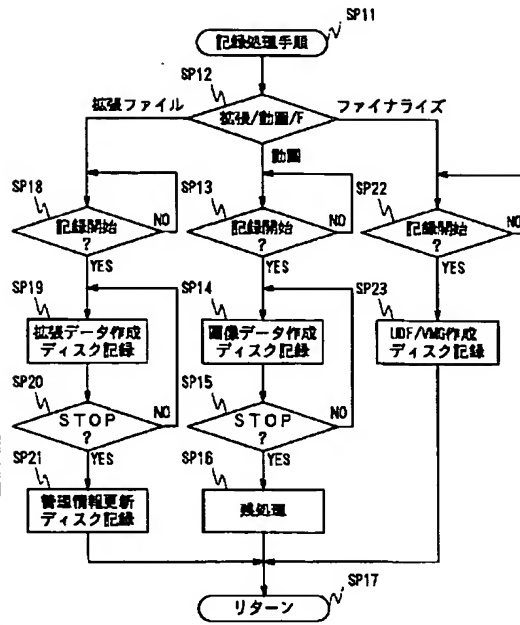 SP11
記録処理手順
SP12
拡張ファイル
拡張/動画/F
ファイナライズ
動画
SP18
記録開始
?
NO
YES
SP13
記録開始
?
NO
YES
SP22
記録開始
?
NO
YES
SP19
拡張データ作成
ディスク記録
SP14
画像データ作成
ディスク記録
SP23
UDF/VMG作成
ディスク記録
SP20
STOP
?
NO
YES
SP15
STOP
?
NO
YES
SP21
管理情報更新
ディスク記録
SP16
残処理
SP17
リターン